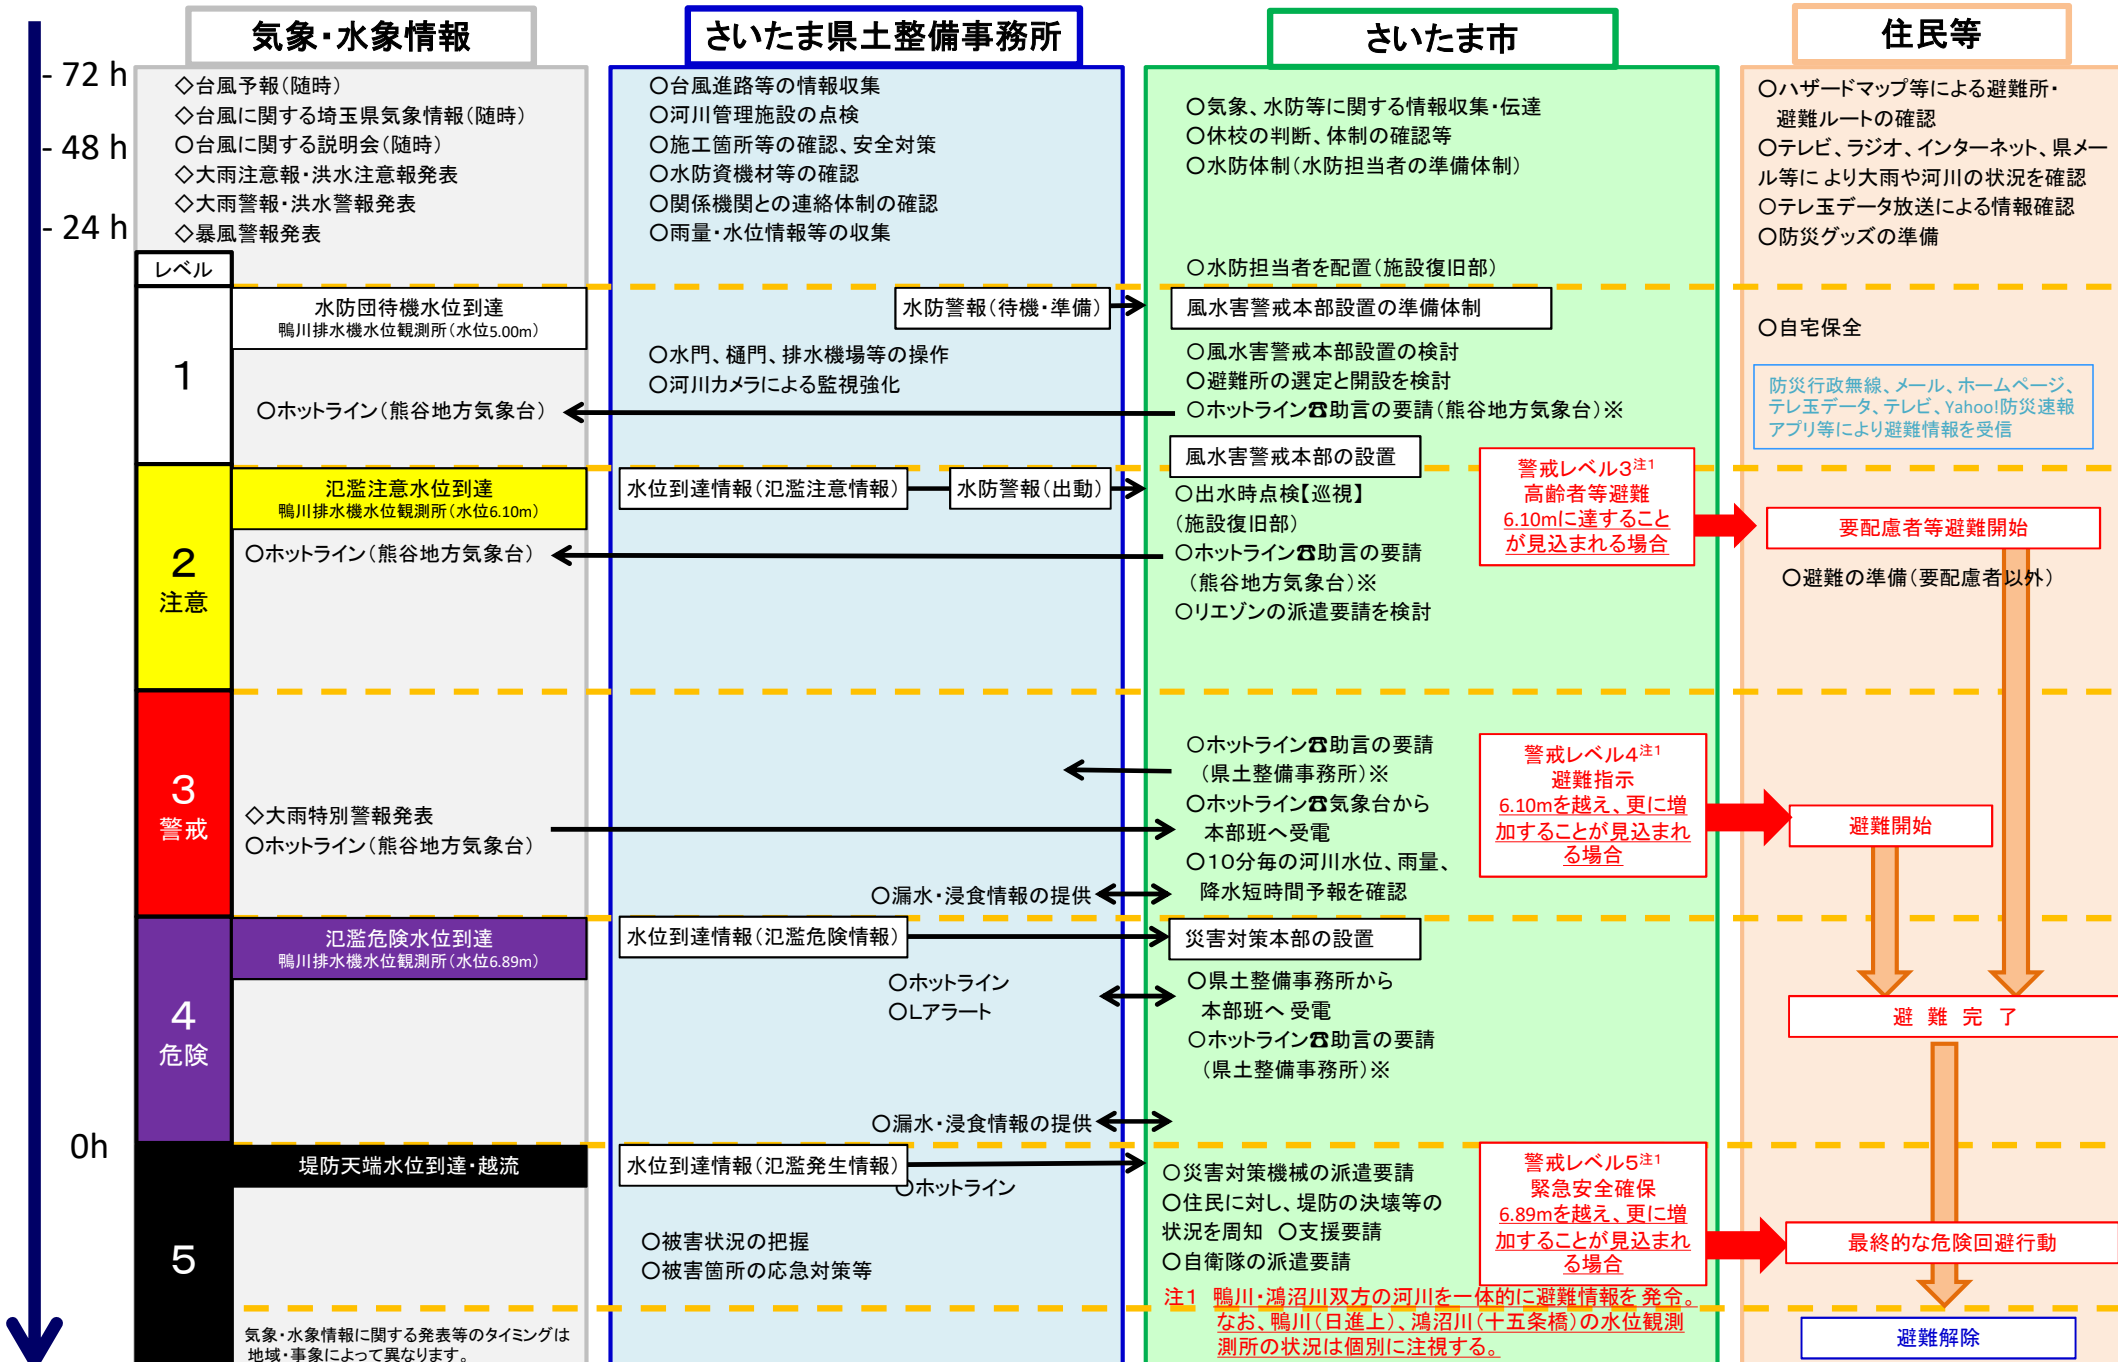 気象・水象情報
さいたま県土整備事務所
さいたま市
住民等
- 72 h
- 48 h
- 24 h
0h
◇台風予報(随時)
◇台風に関する埼玉県気象情報(随時)
○台風に関する説明会(随時)
◇大雨注意報・洪水注意報発表
◇大雨警報・洪水警報発表
◇暴風警報発表
○台風進路等の情報収集
○河川管理施設の点検
○施工箇所等の確認、安全対策
○水防資機材等の確認
○関係機関との連絡体制の確認
○雨量・水位情報等の収集
○気象、水防等に関する情報収集・伝達
○休校の判断、体制の確認等
○水防体制(水防担当者の準備体制)
○水防担当者を配置(施設復旧部)
○ハザードマップ等による避難所・
避難ルートの確認
○テレビ、ラジオ、インターネット、県メー
ル等により大雨や河川の状況を確認
○テレ玉データ放送による情報確認
○防災グッズの準備
レベル
1
水防団待機水位到達
鴨川排水機水位観測所(水位5.00m)
○ホットライン(熊谷地方気象台)
水防警報(待機・準備)
○水門、樋門、排水機場等の操作
○河川カメラによる監視強化
風水害警戒本部設置の準備体制
○風水害警戒本部設置の検討
○避難所の選定と開設を検討
○ホットライン☎助言の要請(熊谷地方気象台)※
○自宅保全
防災行政無線、メール、ホームページ、
テレ玉データ、テレビ、Yahoo!防災速報
アプリ等により避難情報を受信
2
注意
氾濫注意水位到達
鴨川排水機水位観測所(水位6.10m)
○ホットライン(熊谷地方気象台)
水位到達情報(氾濫注意情報)
水防警報(出動)
風水害警戒本部の設置
○出水時点検【巡視】
(施設復旧部)
○ホットライン☎助言の要請
(熊谷地方気象台)※
○リエゾンの派遣要請を検討
警戒レベル3注1
高齢者等避難
6.10mに達すること
が見込まれる場合
要配慮者等避難開始
○避難の準備(要配慮者以外)
3
警戒
◇大雨特別警報発表
○ホットライン(熊谷地方気象台)
○漏水・浸食情報の提供
○ホットライン☎助言の要請
(県土整備事務所)※
○ホットライン☎気象台から
本部班へ受電
○10分毎の河川水位、雨量、
降水短時間予報を確認
警戒レベル4注1
避難指示
6.10mを越え、更に増
加することが見込まれ
る場合
避難開始
4
危険
氾濫危険水位到達
鴨川排水機水位観測所(水位6.89m)
水位到達情報(氾濫危険情報)
○ホットライン
○Lアラート
○漏水・浸食情報の提供
災害対策本部の設置
○県土整備事務所から
本部班へ 受電
○ホットライン☎助言の要請
(県土整備事務所)※
避 難 完 了
5
堤防天端水位到達・越流
気象・水象情報に関する発表等のタイミングは
地域・事象によって異なります。
水位到達情報(氾濫発生情報)
○ホットライン
○被害状況の把握
○被害箇所の応急対策等
○災害対策機械の派遣要請
○住民に対し、堤防の決壊等の
状況を周知 ○支援要請
○自衛隊の派遣要請
警戒レベル5注1
緊急安全確保
6.89mを越え、更に増
加することが見込まれ
る場合
最終的な危険回避行動
注1 鴨川・鴻沼川双方の河川を一体的に避難情報を発令。
なお、鴨川(日進上)、鴻沼川(十五条橋)の水位観測
測所の状況は個別に注視する。
避難解除